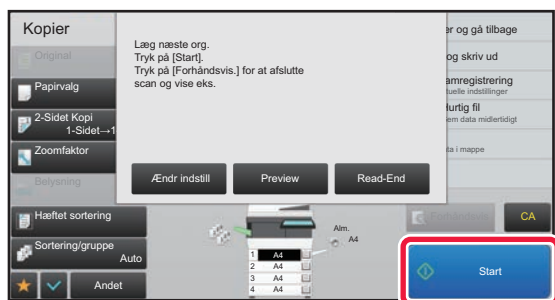 Kopier
Original
Papirvalg
2-Sidet Kopi
1-Sidet→1
Zoomfaktor
Belysning
Hæftet sortering
Sortering/gruppe
Auto
Andet
Læg næste org.
Tryk på [Start].
Tryk på [Forhåndsvis.] for at afslutte
scan og vise eks.
Ændr indstill
Preview
Read-End
er og gå tilbage
og skriv ud
amregistrering
tuelle indstillinger
Hurtig fil
em data midlertidigt
ta i mappe
Alm.
A4
1 A4
2 A4
3 A4
4 A4
CA
Start